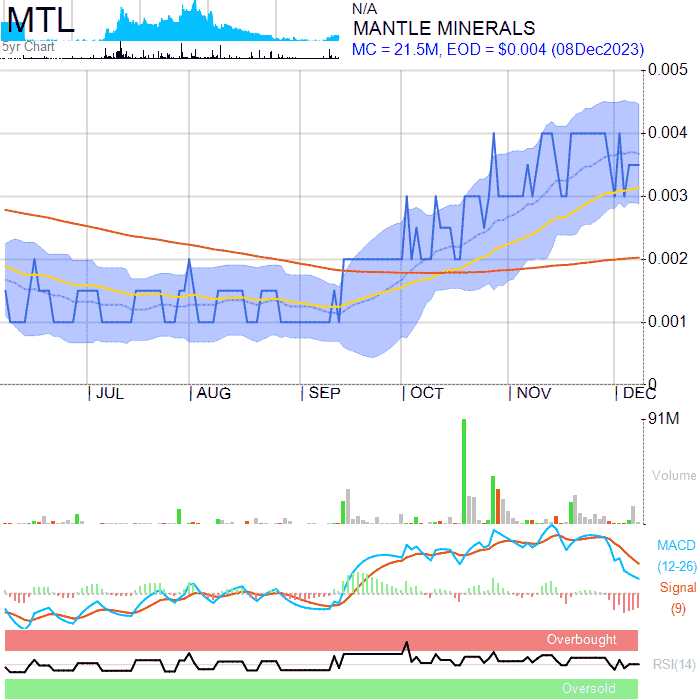 MTL
5yr Chart
N/A
MANTLE MINERALS
MC = 21.5M, EOD = $0.004 (08Dec2023)
0.005
0.004
0.003
0.002
0.001
0
JUL AUG SEP OCT NOV DEC
91M
Volume
MACD
(12-26)
Signal
(9)
Overbought
RSI(14)
Oversold